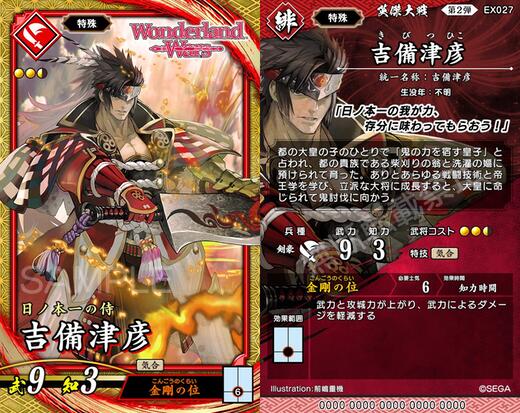 特殊
Wonderland
Wars
SAMPLE
日ノ本一の侍
吉備津彦
気合
武9 知3
こんごうのくらい
金剛の位
6
絆
特殊
英傑大戦
第2弾
EX027
きびつひこ
吉備津彦
統一名称：吉備津彦
生没年：不明
「日ノ本一の我が力、
存分に味わってもらおう！」
都の大皇の子のひとりで「鬼の力を宿す皇子」と
占われ、都の貴族である柴刈りの翁と洗濯の媼に
預けられて育った。ありとあらゆる戦闘技術と帝
王学を学び、立派な大将に成長すると、大皇に命
じられて鬼討伐に向かう。
兵種
武力
知力
武将コスト
剣豪
9
3
特技
気合
こんごうのくらい
金剛の位
必要士気
6
効果時間
知力時間
効果範囲
武力と攻城力が上がり、武力によるダメージ
を軽減する
Illustration:前嶋重機
©SEGA
0000 0000 0000 0000 0000